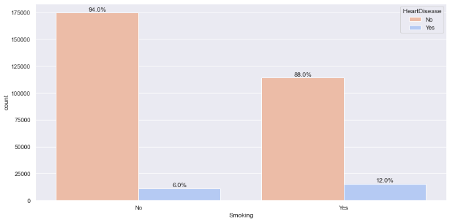 94.0%
175000
HeartDisease
No
Yes
150000
125000
88.0%
100000
count
75000
50000
25000
12.0%
6.0%
0
No
Yes
Smoking